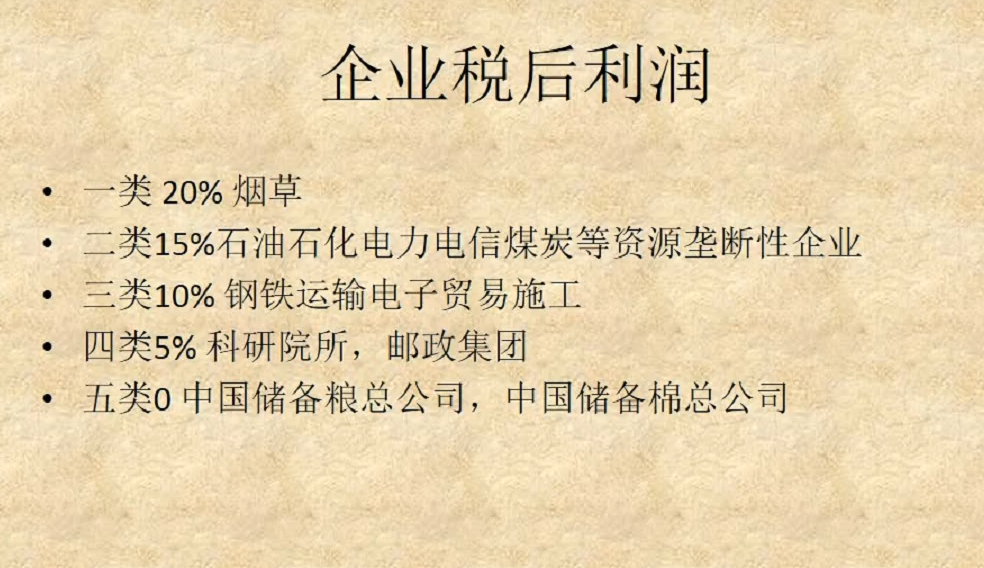 企业税后利润
• 一类 20% 烟草
• 二类15%石油石化电力电信煤炭等资源垄断性企业
• 三类10% 钢铁运输电子贸易施工
• 四类5% 科研院所，邮政集团
• 五类0 中国储备粮总公司，中国储备棉总公司